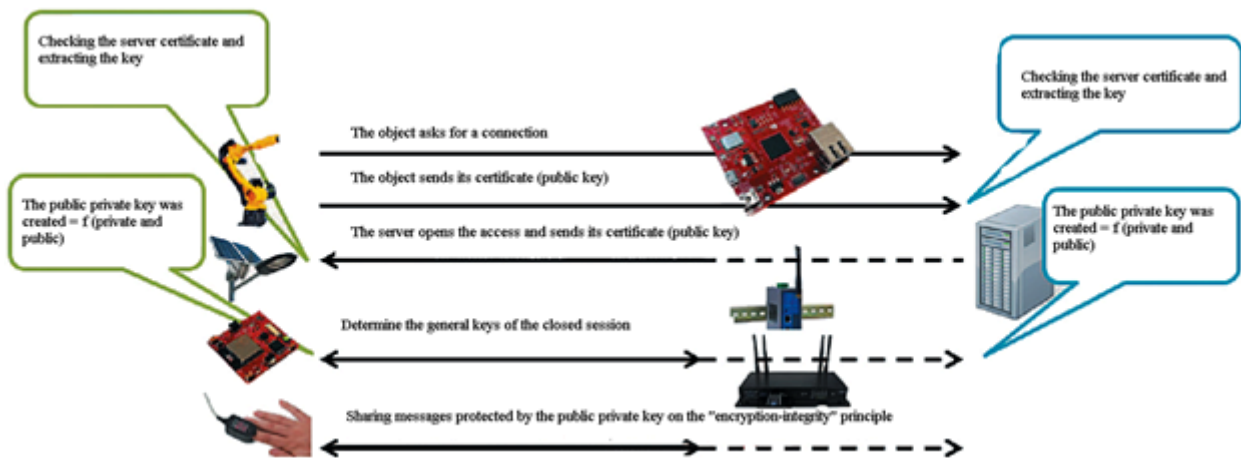 Checking the server certificate and
extracting the key
Checking the server certificate and
extracting the key
The object asks for a connection
The object sends its certificate (public key)
The public private key was
created = f (private and
public)
The public private key was
created = f (private and
public)
The server opens the access and sends its certificate (public key)
Determine the general keys of the closed session
Sharing messages protected by the public private key on the "encryption-integrity" principle